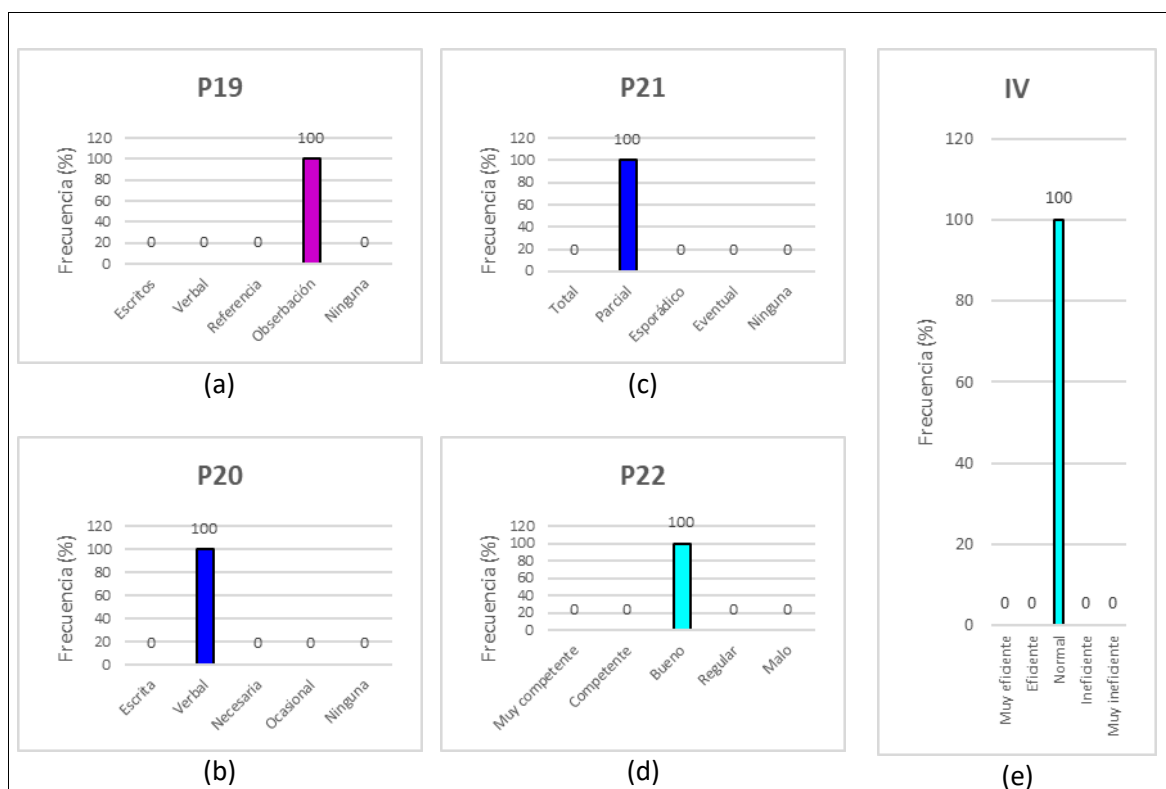 P19
Frecuencia (%)
120
100
80
60
40
20
0
0
0
0
100
0
Escritos
Verbal
Referencia
Obserbación
Ninguna
(a)
P21
Frecuencia (%)
120
100
80
60
40
20
0
0
100
0
0
0
Total
Parcial
Esporádico
Eventual
Ninguna
(c)
P20
Frecuencia (%)
120
100
80
60
40
20
0
0
100
0
0
0
Escrita
Verbal
Necesaria
Ocasional
Ninguna
(b)
P22
Frecuencia (%)
120
100
80
60
40
20
0
0
0
100
0
0
Muy competente
Competente
Bueno
Regular
Malo
(d)
IV
Frecuencia (%)
120
100
80
60
40
20
0
0
0
100
0
0
Muy eficiente
Eficiente
Normal
Ineficiente
Muy ineficiente
(e)